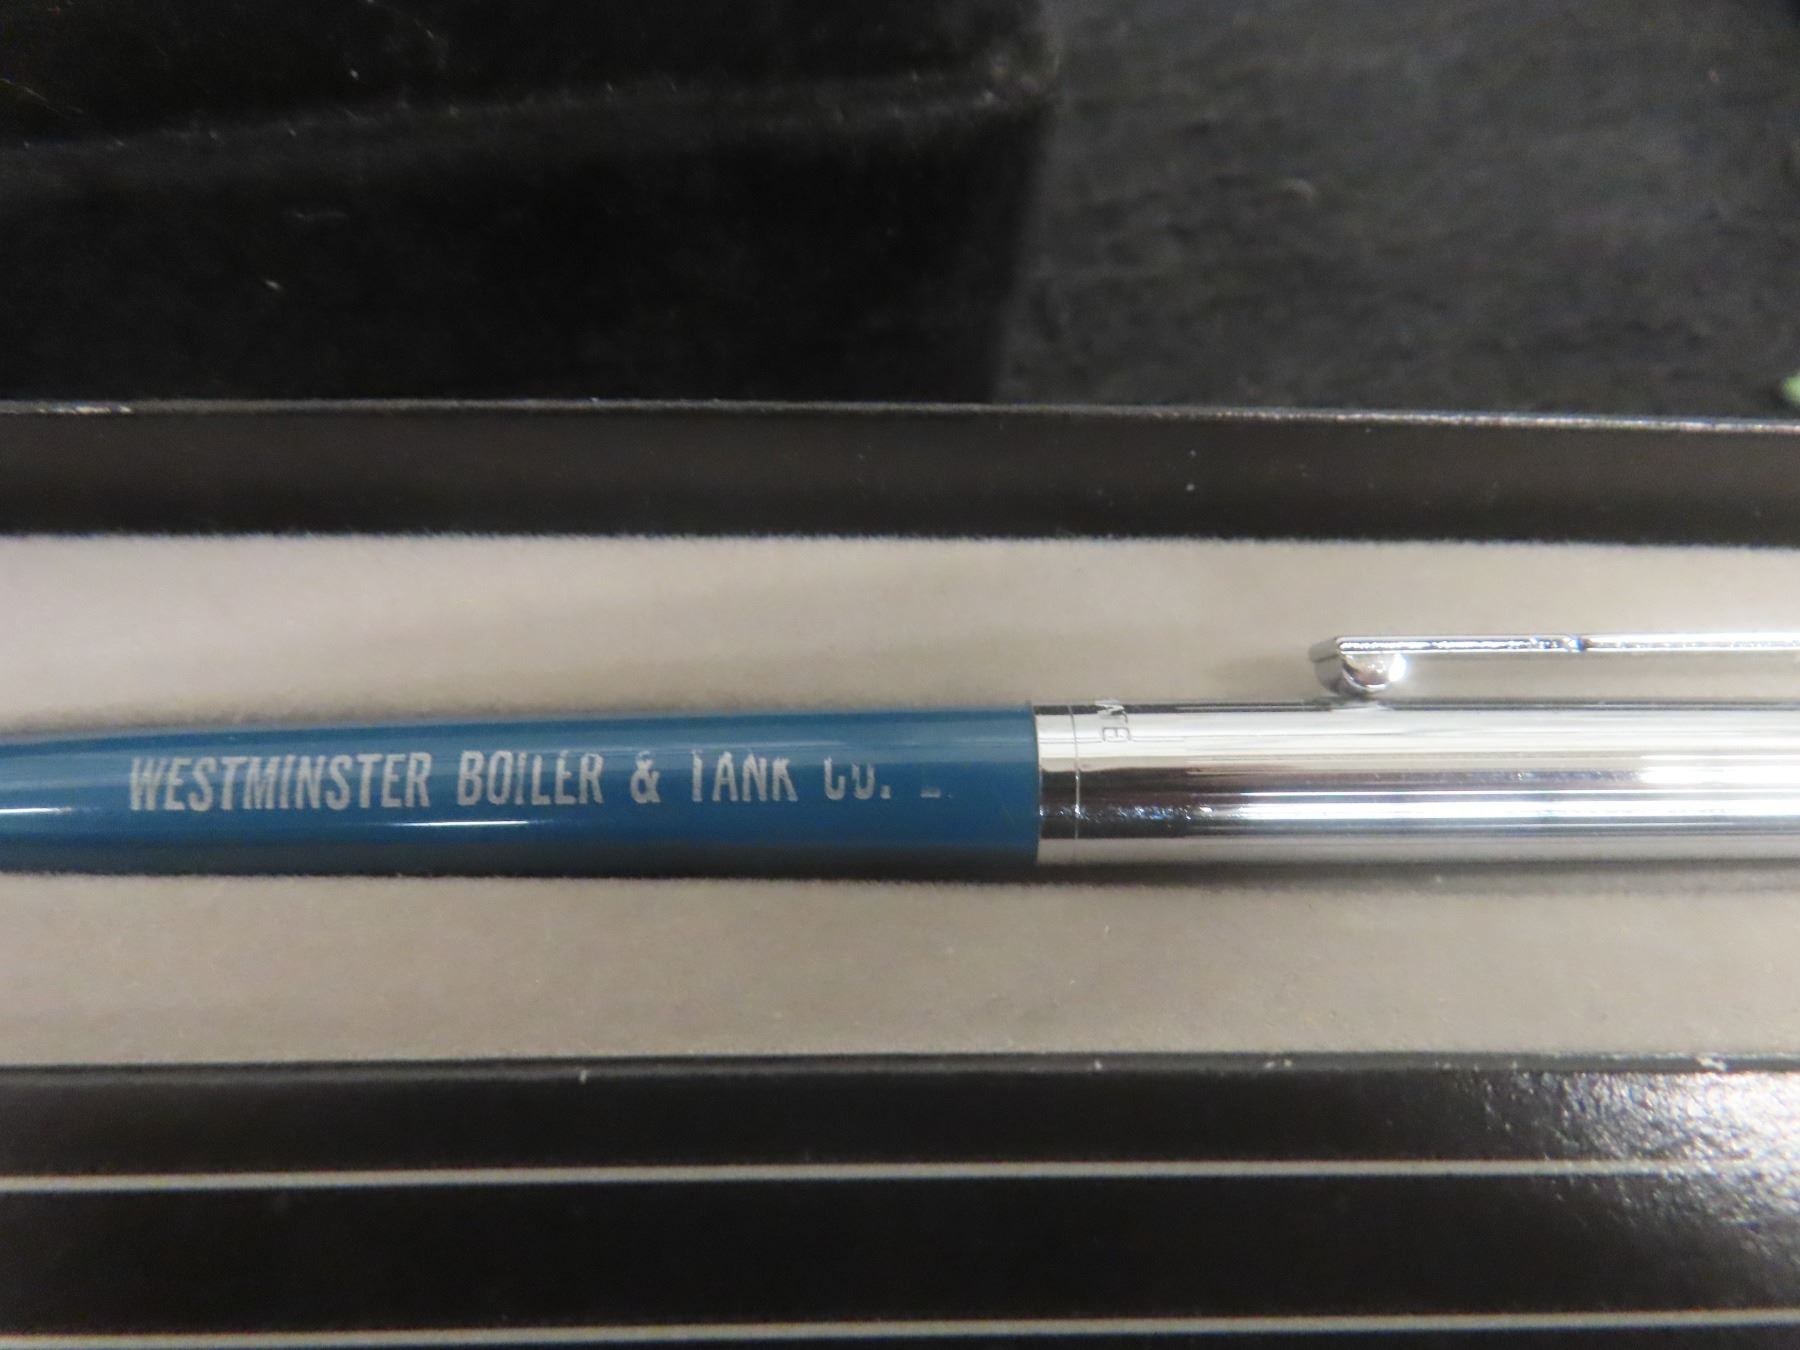 WESTMINSTER BOILER & TANK CO.